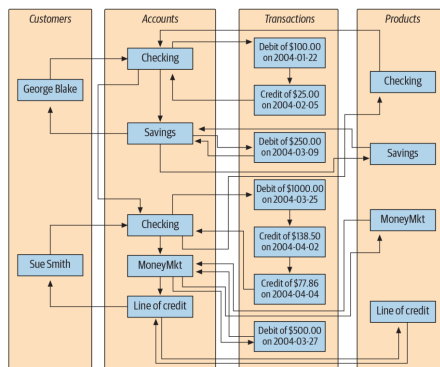 Customers
Accounts
Transactions
Products
George Blake
Sue Smith
Checking
Savings
Checking
MoneyMkt
Line of credit
Debit of $100.00
on 2004-01-22
Credit of $25.00
on 2004-02-05
Debit of $250.00
on 2004-03-09
Debit of $1000.00
on 2004-03-25
Credit of $138.50
on 2004-04-02
Credit of $77.86
on 2004-04-04
Debit of $500.00
on 2004-03-27
Checking
Savings
MoneyMkt
Line of credit